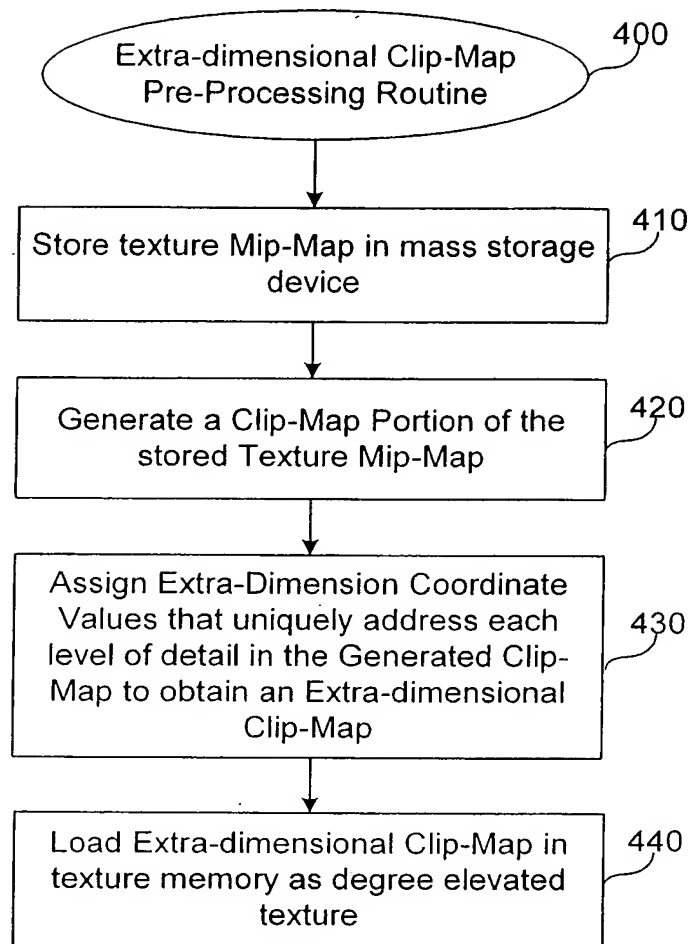 Extra-dimensional Clip-Map
Pre-Processing Routine
400
Store texture Mip-Map in mass storage
device
410
Generate a Clip-Map Portion of the
stored Texture Mip-Map
420
Assign Extra-Dimension Coordinate
Values that uniquely address each
level of detail in the Generated Clip-
Map to obtain an Extra-dimensional
Clip-Map
430
Load Extra-dimensional Clip-Map in
texture memory as degree elevated
texture
440